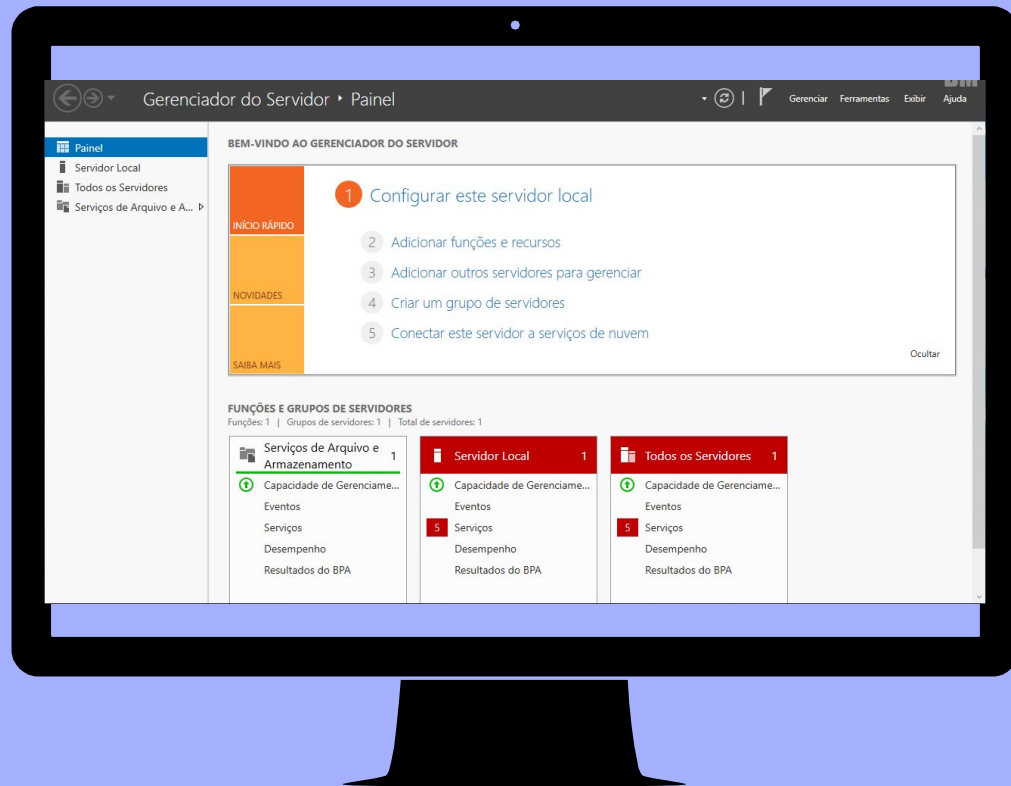 Gerenciador do Servidor ‣ Painel
Gerenciar Ferramentas Exibir Ajuda
Painel
Servidor Local
Todos os Servidores
Serviços de Arquivo e A...
BEM-VINDO AO GERENCIADOR DO SERVIDOR
INÍCIO RÁPIDO
NOVIDADES
SAIBA MAIS
1 Configurar este servidor local
2 Adicionar funções e recursos
3 Adicionar outros servidores para gerenciar
4 Criar um grupo de servidores
5 Conectar este servidor a serviços de nuvem
Ocultar
FUNÇÕES E GRUPOS DE SERVIDORES
Funções: 1 | Grupos de servidores: 1 | Total de servidores: 1
Serviços de Arquivo e
Armazenamento 1
Capacidade de Gerenciame...
Eventos
Serviços
Desempenho
Resultados do BPA
Servidor Local 1
Capacidade de Gerenciame...
Eventos
5 Serviços
Desempenho
Resultados do BPA
Todos os Servidores 1
Capacidade de Gerenciame...
Eventos
5 Serviços
Desempenho
Resultados do BPA